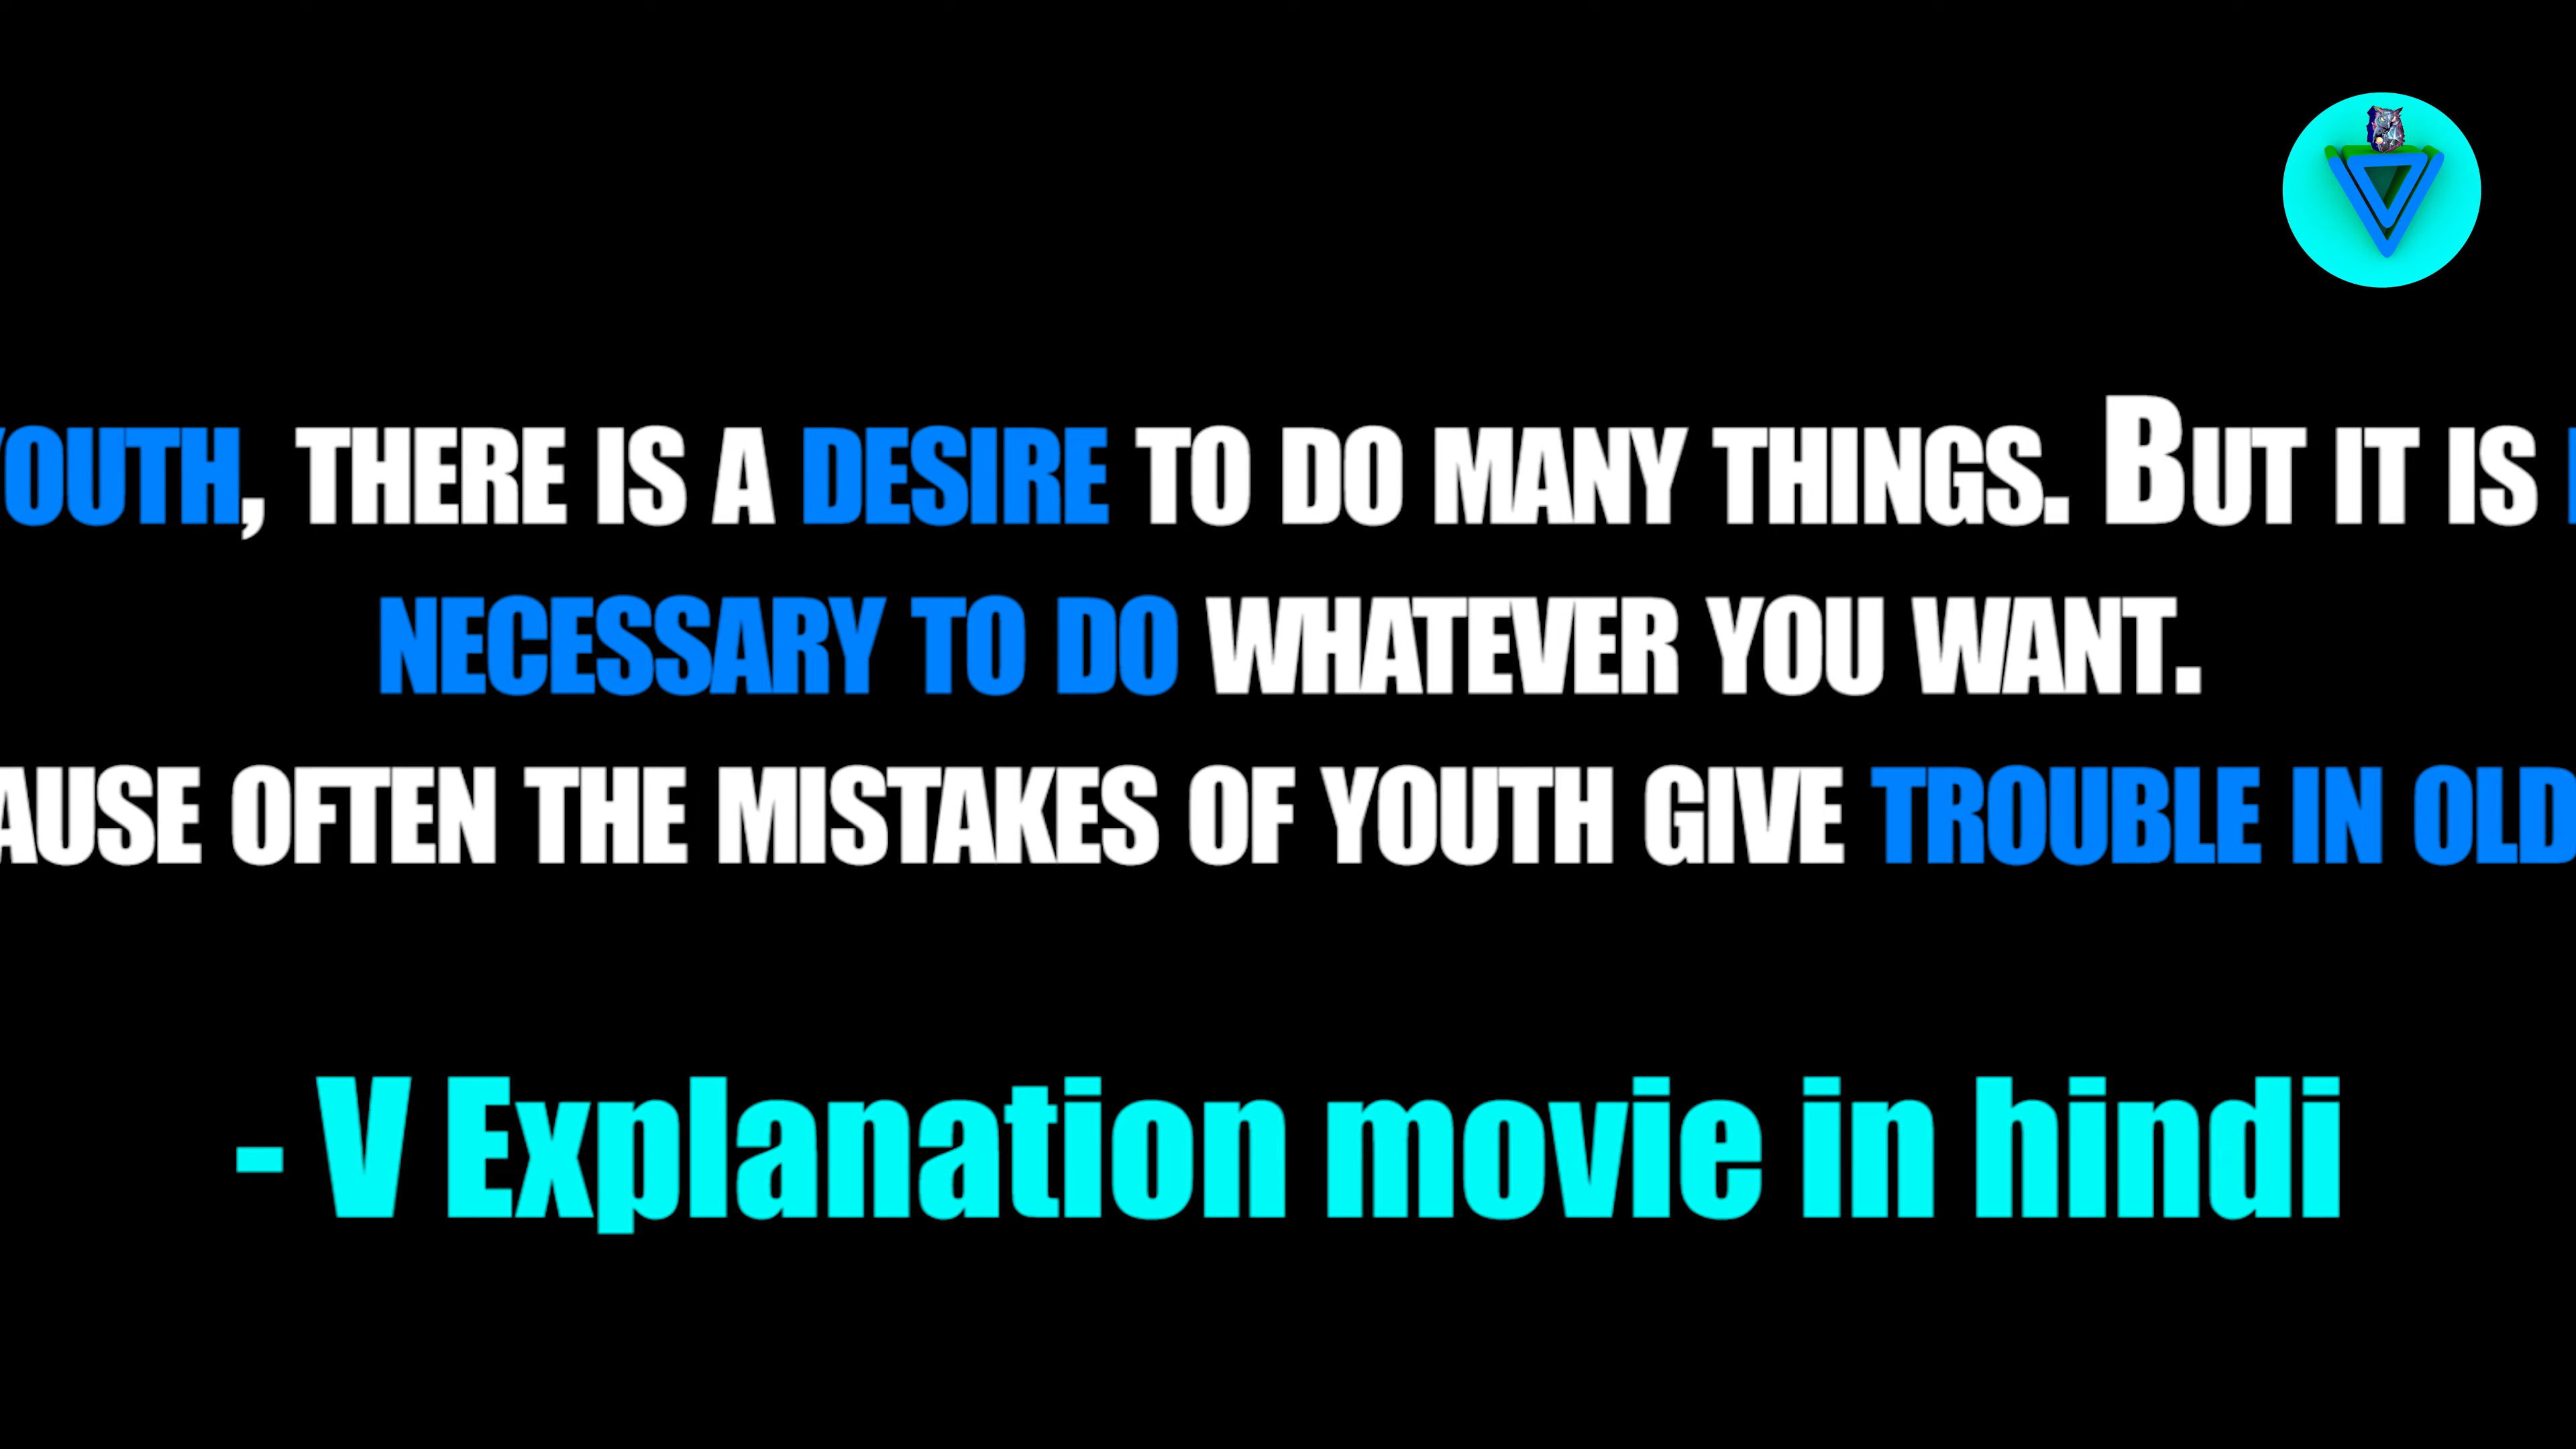 YOUTH, THERE IS A DESIRE TO DO MANY THINGS. BUT IT IS
NECESSARY TO DO WHATEVER YOU WANT.
AUSE OFTEN THE MISTAKES OF YOUTH GIVE TROUBLE IN OLD
- V Explanation movie in hindi